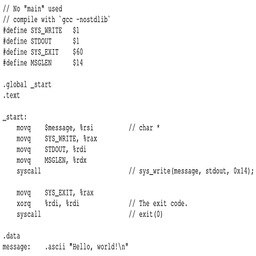 // No "main" used
// compile with `gcc -nostdlib`
#define SYS_WRITE   $1
#define STDOUT      $1
#define SYS_EXIT    $60
#define MSGLEN      $14

.global _start
.text

_start:
    movq    $message, %rsi          // char *
    movq    SYS_WRITE, %rax
    movq    STDOUT, %rdi
    movq    MSGLEN, %rdx
    syscall                         // sys_write(message, stdout, 0x14);

    movq    SYS_EXIT, %rax
    xorq    %rdi, %rdi              // The exit code.
    syscall                         // exit(0)

.data
message:    .ascii "Hello, world!\n"